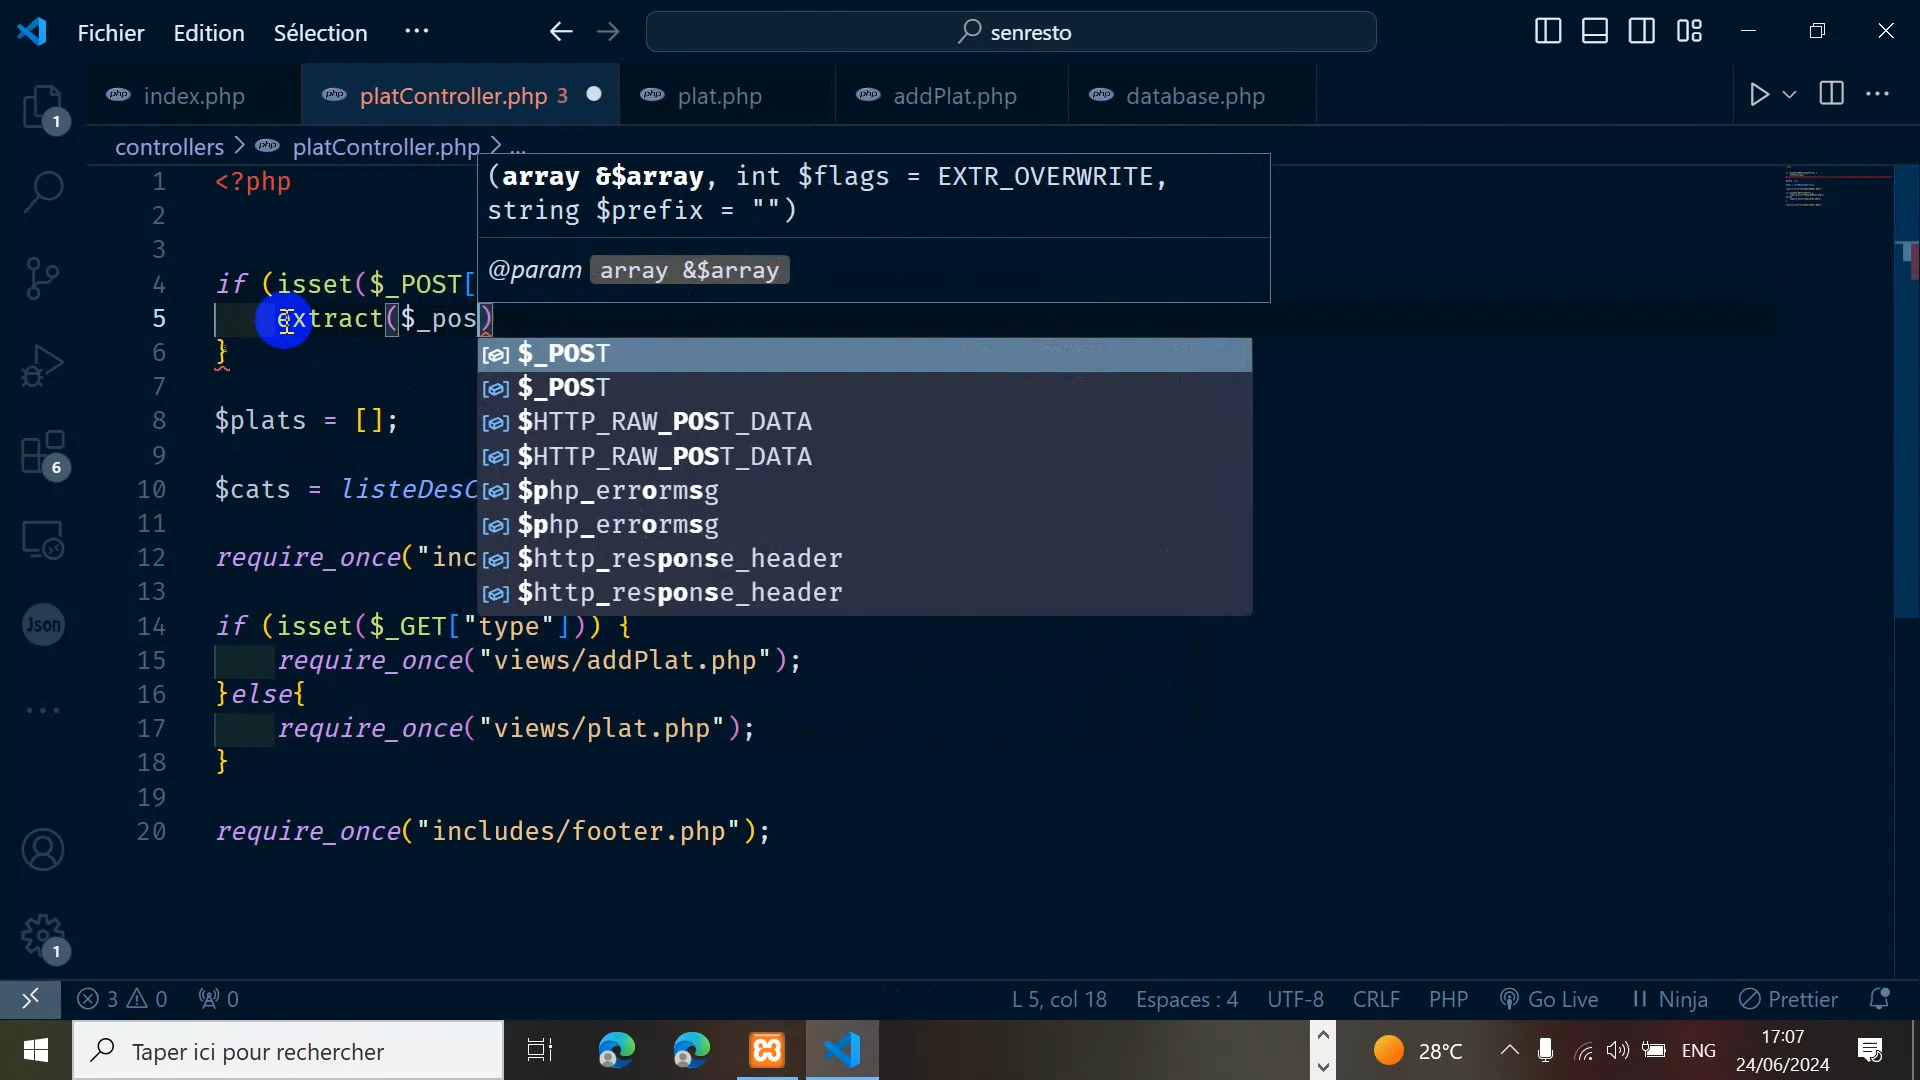 Fichier Edition Sélection ... senresto
index.php platController.php 3 plat.php addPlat.php database.php
controllers > platController.php > ...
1 <?php
2
3
4 if (isset($_POST[
5 extract($_pos)
6 }
7
8 $plats = [];
9
10 $cats = listeDesC
11
12 require_once("inc
13
14 if (isset($_GET["type"])) {
15 require_once("views/addPlat.php");
16 }else{
17 require_once("views/plat.php");
18 }
19
20 require_once("includes/footer.php");
(array &$array, int $flags = EXTR_OVERWRITE,
string $prefix = "")
@param array &$array
$_POST
$_POST
$HTTP_RAW_POST_DATA
$HTTP_RAW_POST_DATA
$php_errormsg
$php_errormsg
$http_response_header
$http_response_header
1
6
Json
1
3 0 0 L 5, col 18 Espaces : 4 UTF-8 CRLF PHP Go Live Ninja Prettier
Taper ici pour rechercher 28°C ENG 17:07
24/06/2024